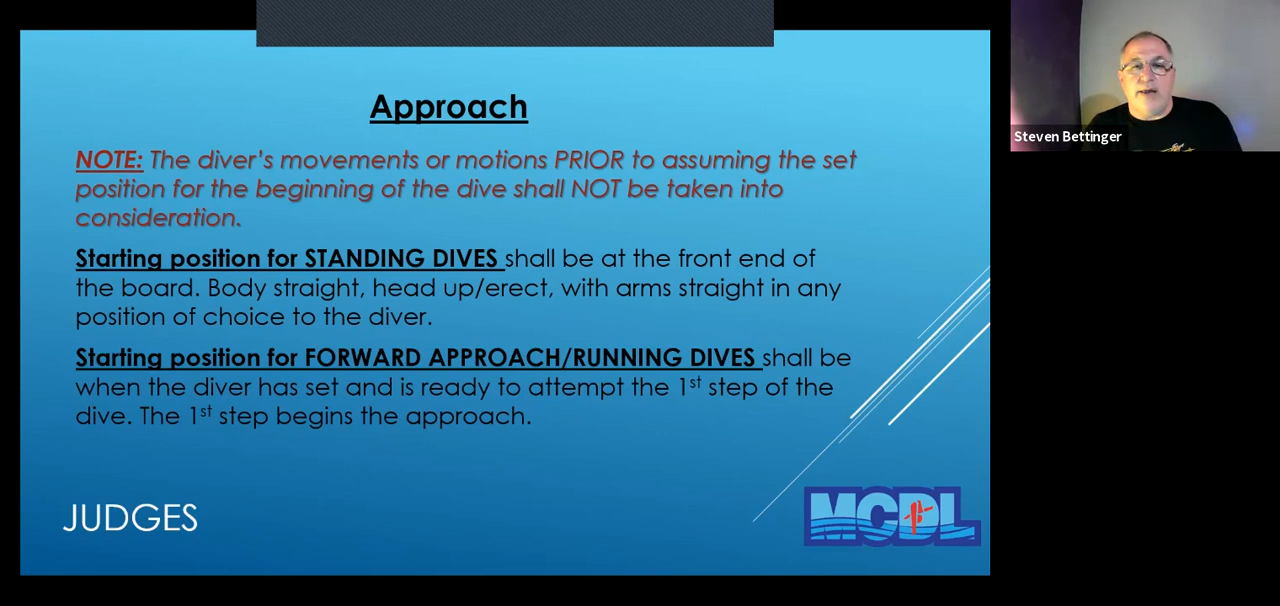 Approach
NOTE: The diver's movements or motions PRIOR to assuming the set
position for the beginning of the dive shall NOT be taken into
consideration.
Starting position for STANDING DIVES shall be at the front end of
the board. Body straight, head up/erect, with arms straight in any
position of choice to the diver.
Starting position for FORWARD APPROACH/RUNNING DIVES shall be
when the diver has set and is ready to attempt the 1st step of the
dive. The 1st step begins the approach.
JUDGES
MCDL
Steven Bettinger